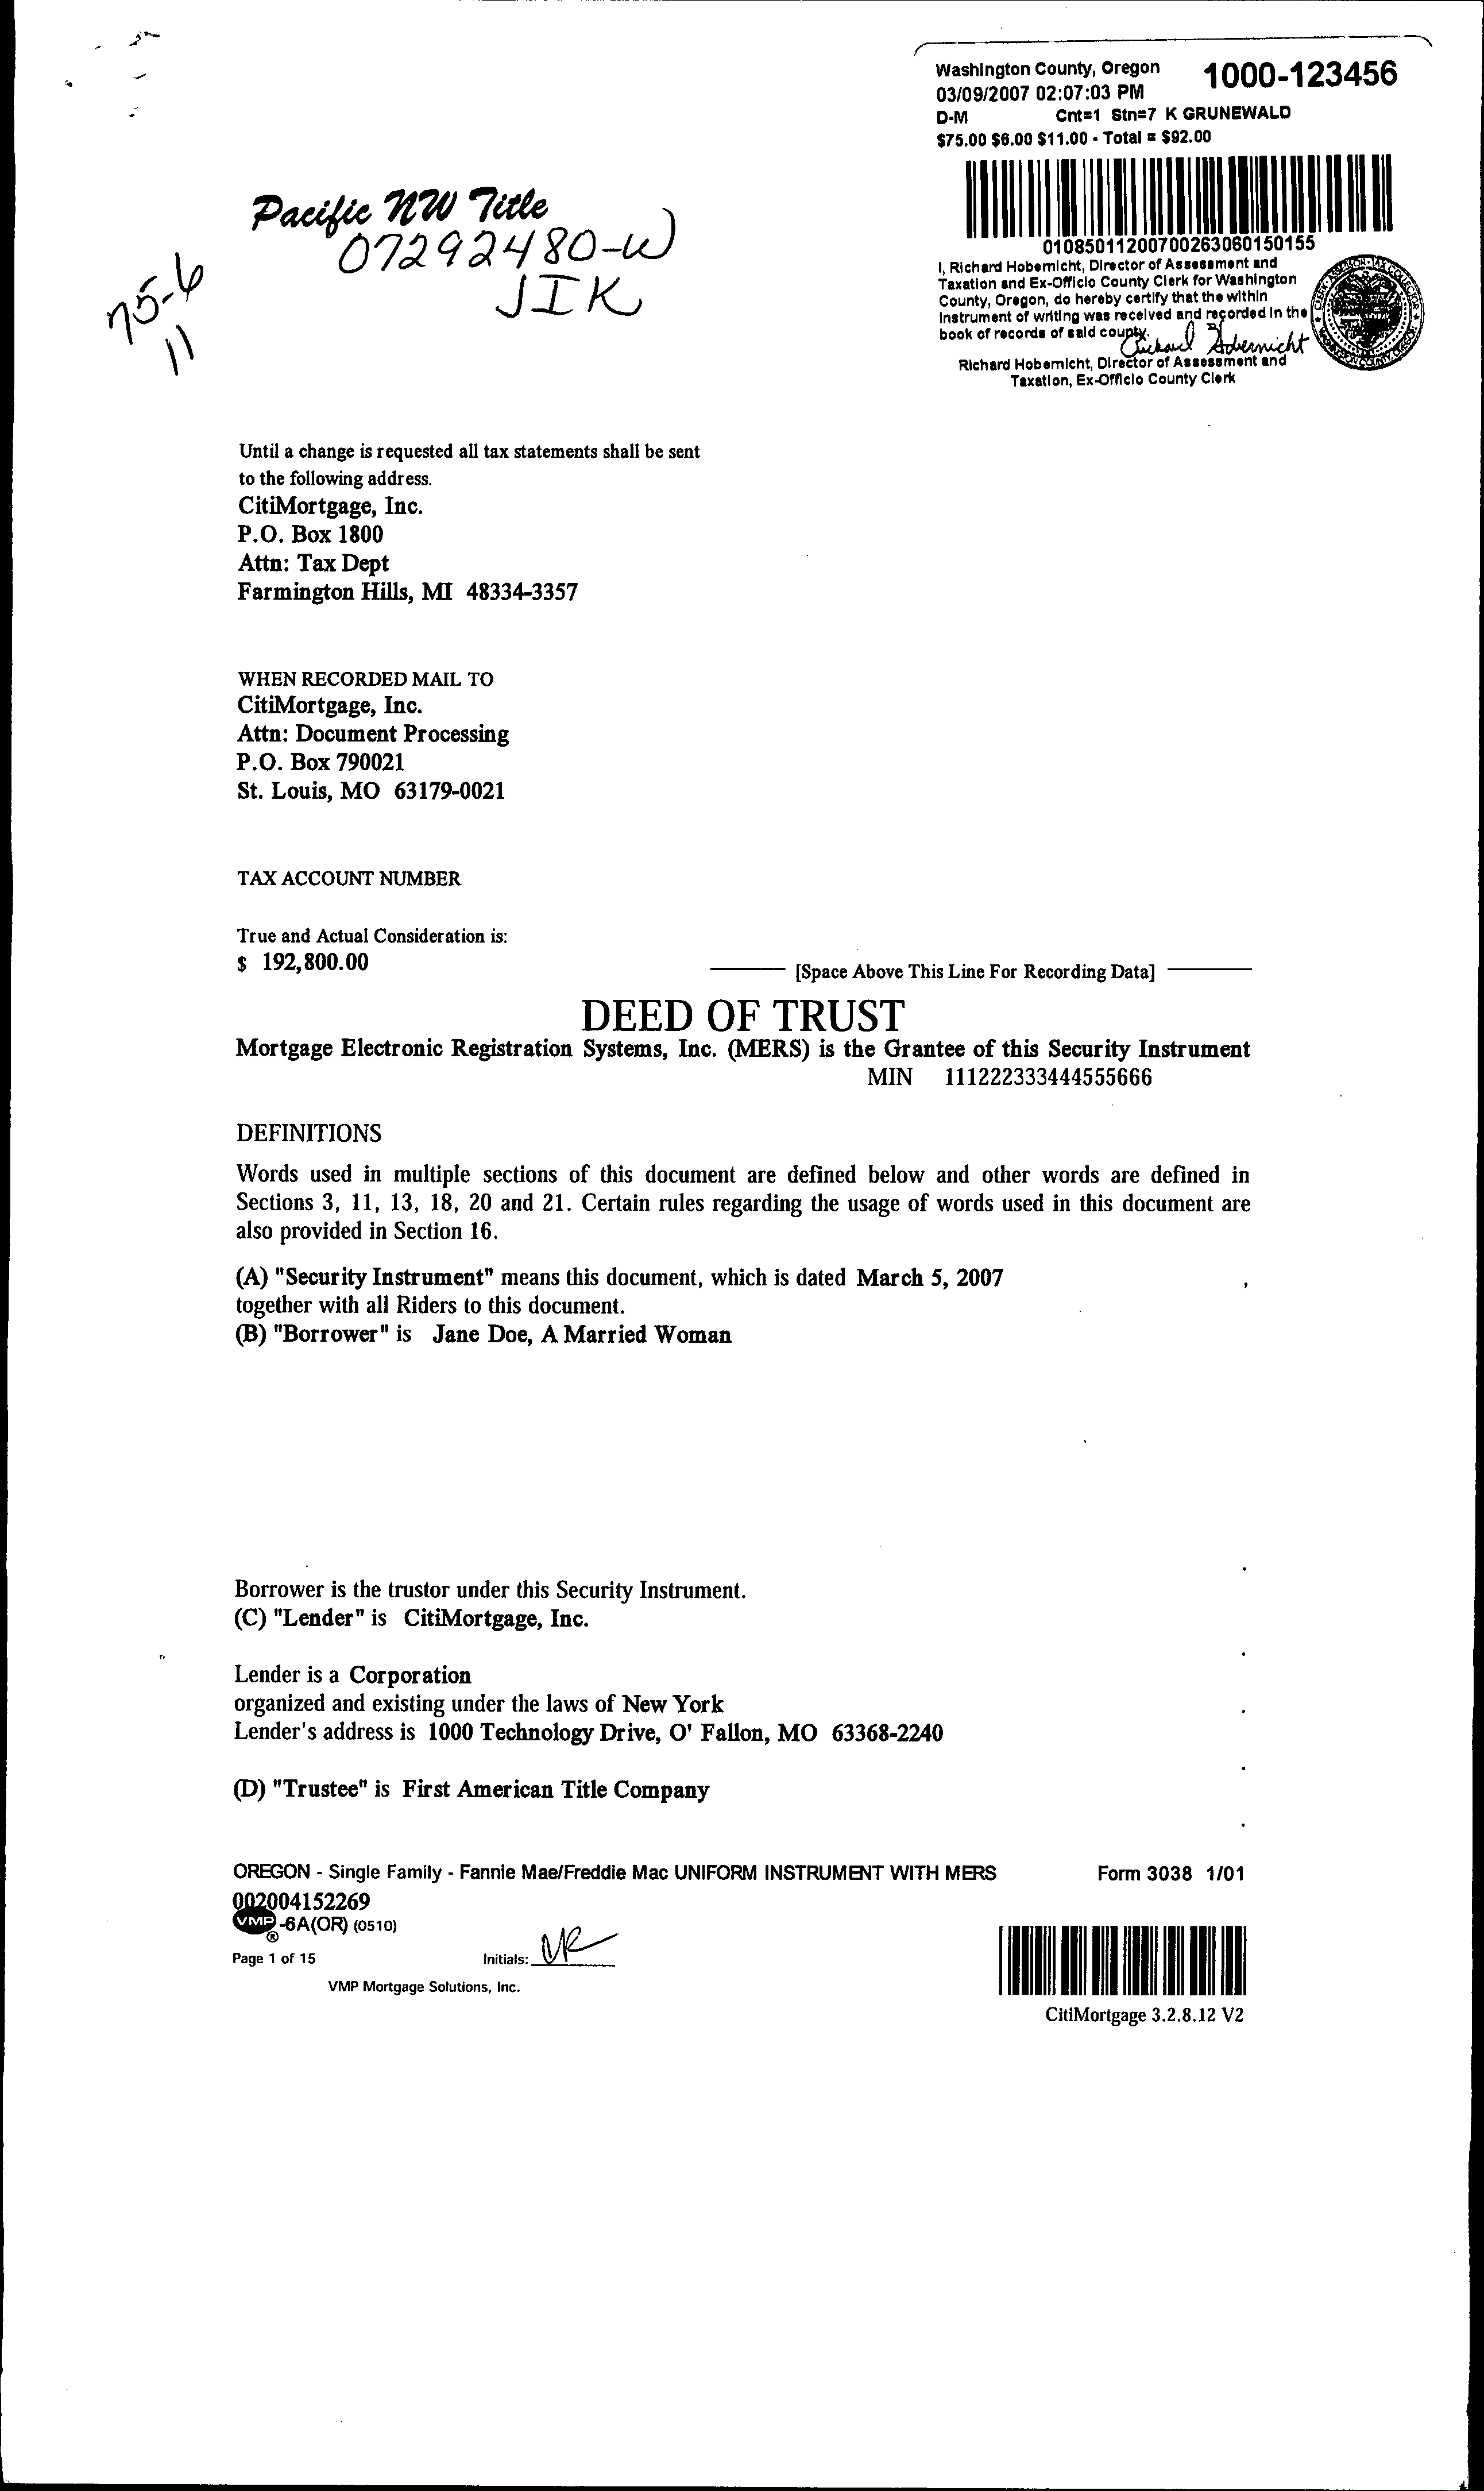 Washington County, Oregon 1000-123456
03/09/2007 02:07:03 PM
D-M Cnt=1 Stn=7 K GRUNEWALD
$75.00 $6.00 $11.00 - Total = $92.00
01085011200700263060150155
I, Richard Hobernicht, Director of Assessment and
Taxation and Ex-Officio County Clerk for Washington
County, Oregon, do hereby certify that the within
instrument of writing was received and recorded in the
book of records of said county.
Richard Hobernicht
Richard Hobernicht, Director of Assessment and
Taxation, Ex-Officio County Clerk
Pacific NW Title
07292480-W
JIK
75-6
11
Until a change is requested all tax statements shall be sent
to the following address.
CitiMortgage, Inc.
P.O. Box 1800
Attn: Tax Dept
Farmington Hills, MI 48334-3357
WHEN RECORDED MAIL TO
CitiMortgage, Inc.
Attn: Document Processing
P.O. Box 790021
St. Louis, MO 63179-0021
TAX ACCOUNT NUMBER
True and Actual Consideration is:
$ 192,800.00
[Space Above This Line For Recording Data]
DEED OF TRUST
Mortgage Electronic Registration Systems, Inc. (MERS) is the Grantee of this Security Instrument
MIN 111222333444555666
DEFINITIONS
Words used in multiple sections of this document are defined below and other words are defined in
Sections 3, 11, 13, 18, 20 and 21. Certain rules regarding the usage of words used in this document are
also provided in Section 16.
(A) "Security Instrument" means this document, which is dated March 5, 2007 ,
together with all Riders to this document.
(B) "Borrower" is Jane Doe, A Married Woman
Borrower is the trustor under this Security Instrument.
(C) "Lender" is CitiMortgage, Inc.
Lender is a Corporation
organized and existing under the laws of New York
Lender's address is 1000 Technology Drive, O' Fallon, MO 63368-2240
(D) "Trustee" is First American Title Company
OREGON - Single Family - Fannie Mae/Freddie Mac UNIFORM INSTRUMENT WITH MERS Form 3038 1/01
002004152269
VMP®-6A(OR) (0510)
Page 1 of 15 Initials:
VMP Mortgage Solutions, Inc.
CitiMortgage 3.2.8.12 V2